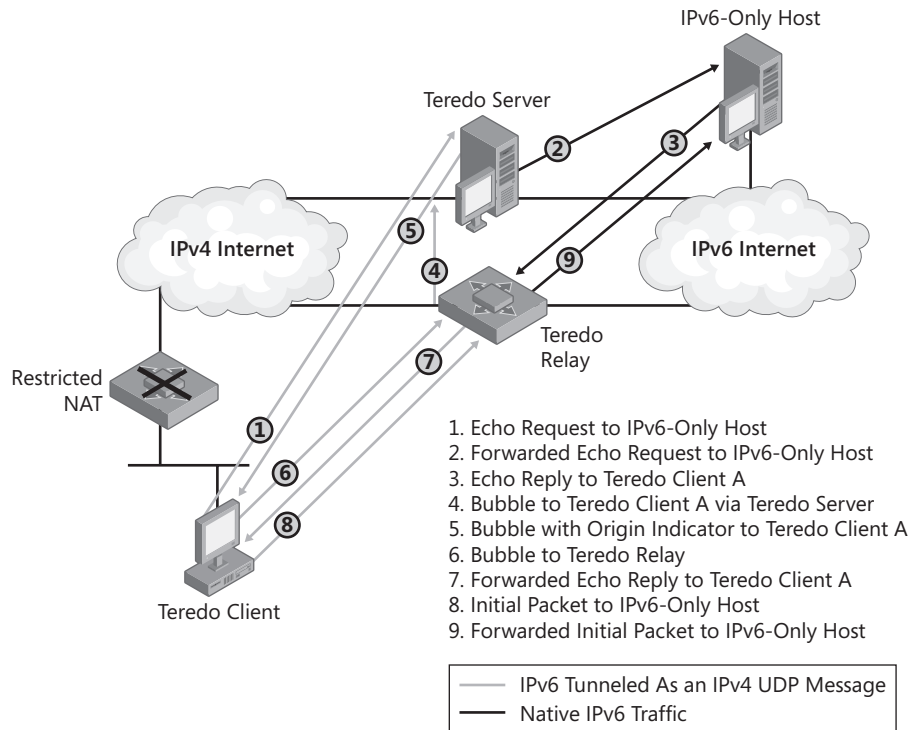 IPv6-Only Host
Teredo Server
2
3
5
IPv4 Internet
IPv6 Internet
4
9
Teredo
Relay
7
Restricted
NAT
1
6
8
Teredo Client
1. Echo Request to IPv6-Only Host
2. Forwarded Echo Request to IPv6-Only Host
3. Echo Reply to Teredo Client A
4. Bubble to Teredo Client A via Teredo Server
5. Bubble with Origin Indicator to Teredo Client A
6. Bubble to Teredo Relay
7. Forwarded Echo Reply to Teredo Client A
8. Initial Packet to IPv6-Only Host
9. Forwarded Initial Packet to IPv6-Only Host
IPv6 Tunneled As an IPv4 UDP Message
Native IPv6 Traffic